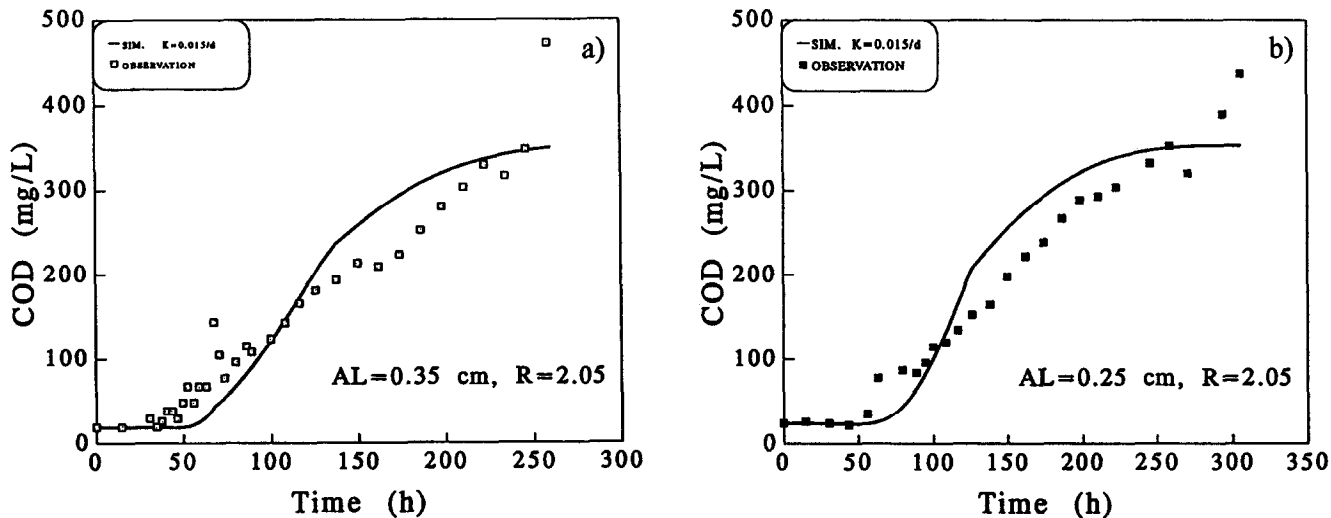 500
400
300
200
100
0
COD (mg/L)
SIM. K=0.015/d
OBSERVATION
a)
AL=0.35 cm, R=2.05
0 50 100 150 200 250 300
Time (h)
500
400
300
200
100
0
COD (mg/L)
SIM. K=0.015/d
OBSERVATION
b)
AL=0.25 cm, R=2.05
0 50 100 150 200 250 300 350
Time (h)